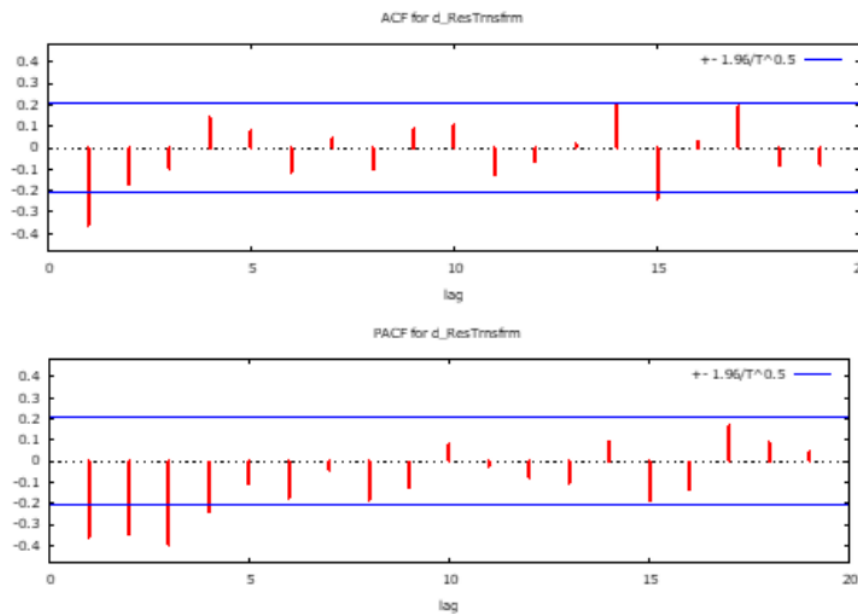 ACF for d_ResTrnsfrm
+- 1.96/T^0.5
0.4
0.3
0.2
0.1
0
-0.1
-0.2
-0.3
-0.4
0 5 10 15 2
lag
PACF for d_ResTrnsfrm
+- 1.96/T^0.5
0.4
0.3
0.2
0.1
0
-0.1
-0.2
-0.3
-0.4
0 5 10 15 20
lag